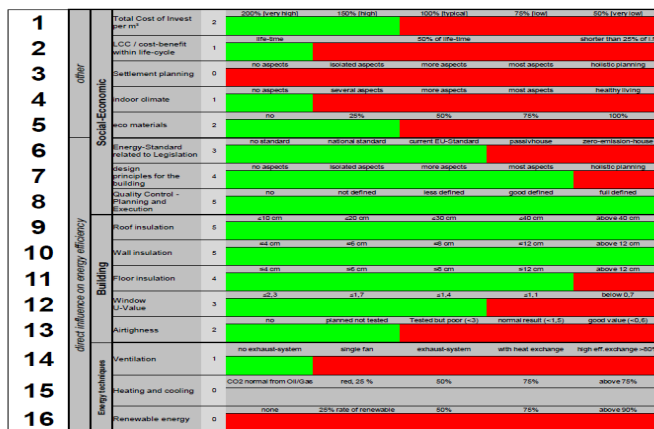 200% [very high] 150% [high] 100% [typical] 75% [low] 50% [very low]
1 Total Cost of Invest per m² 2
life-time 50% of life-time shorter than 25% of l.
2 LCC / cost-benefit within life-cycle 1
no aspects isolated aspects more aspects most aspects holistic planning
3 Settlement planning 0
no aspects several aspects more aspects most aspects healthy living
4 Indoor climate 1
no 25% 50% 75% 100%
5 eco materials 2
other
Social-Economic
no standard national standard current EU-Standard passivhouse zero-emission-house
6 Energy-Standard related to Legislation 3
no aspects isolated aspects more aspects most aspects holistic planning
7 design principles for the building 4
no not defined less defined good defined full defined
8 Quality Control - Planning and Execution 5
≤10 cm ≤20 cm ≤30 cm ≤40 cm above 40 cm
9 Roof insulation 5
≤12 cm above 12 cm
10 Wall insulation 5
≤12 cm above 12 cm
11 Floor insulation 4
≤2,3 ≤1,7 ≤1,4 ≤1,1 below 0,7
12 Window U-Value 3
no planned not tested Tested but poor (<3) normal result (<1,5) good value (<0,6)
13 Airtighness 2
direct influence on energy efficiency
Building
no exhaust-system single fan exhaust-system with heat exchange high eff.exchange >80%
14 Ventilation 1
CO2 normal from Oil/Gas red, 25 % 50% 75% above 75%
15 Heating and cooling 0
none 25% rate of renewable 50% 75% above 90%
16 Renewable energy 0
Energy techniques